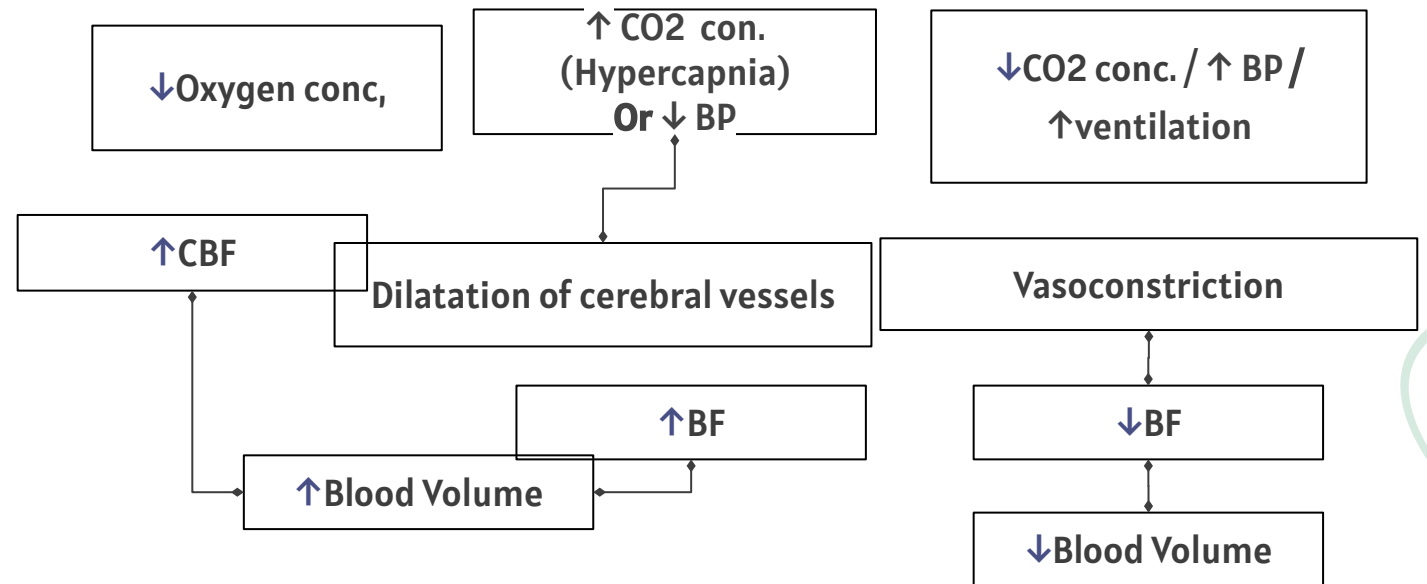 ↓Oxygen conc,
↑ CO2 con.
(Hypercapnia)
Or ↓ BP
↓CO2 conc. / ↑ BP /
↑ventilation
↑CBF
Dilatation of cerebral vessels
Vasoconstriction
↑BF
↓BF
↑Blood Volume
↓Blood Volume